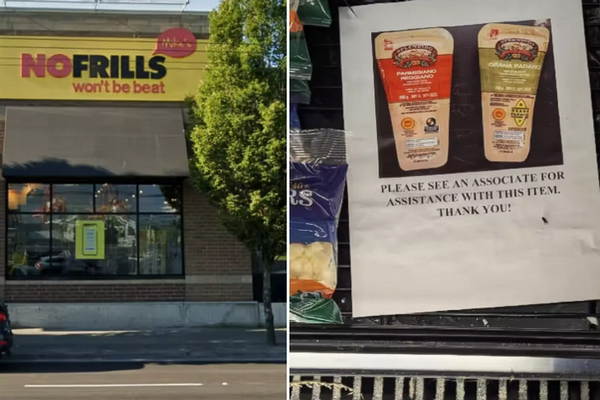 NOFRILLS
won't be beat
PARMIGIANO
REGGIANO
GRANA PADANO
RS
PLEASE SEE AN ASSOCIATE FOR
ASSISTANCE WITH THIS ITEM.
THANK YOU!